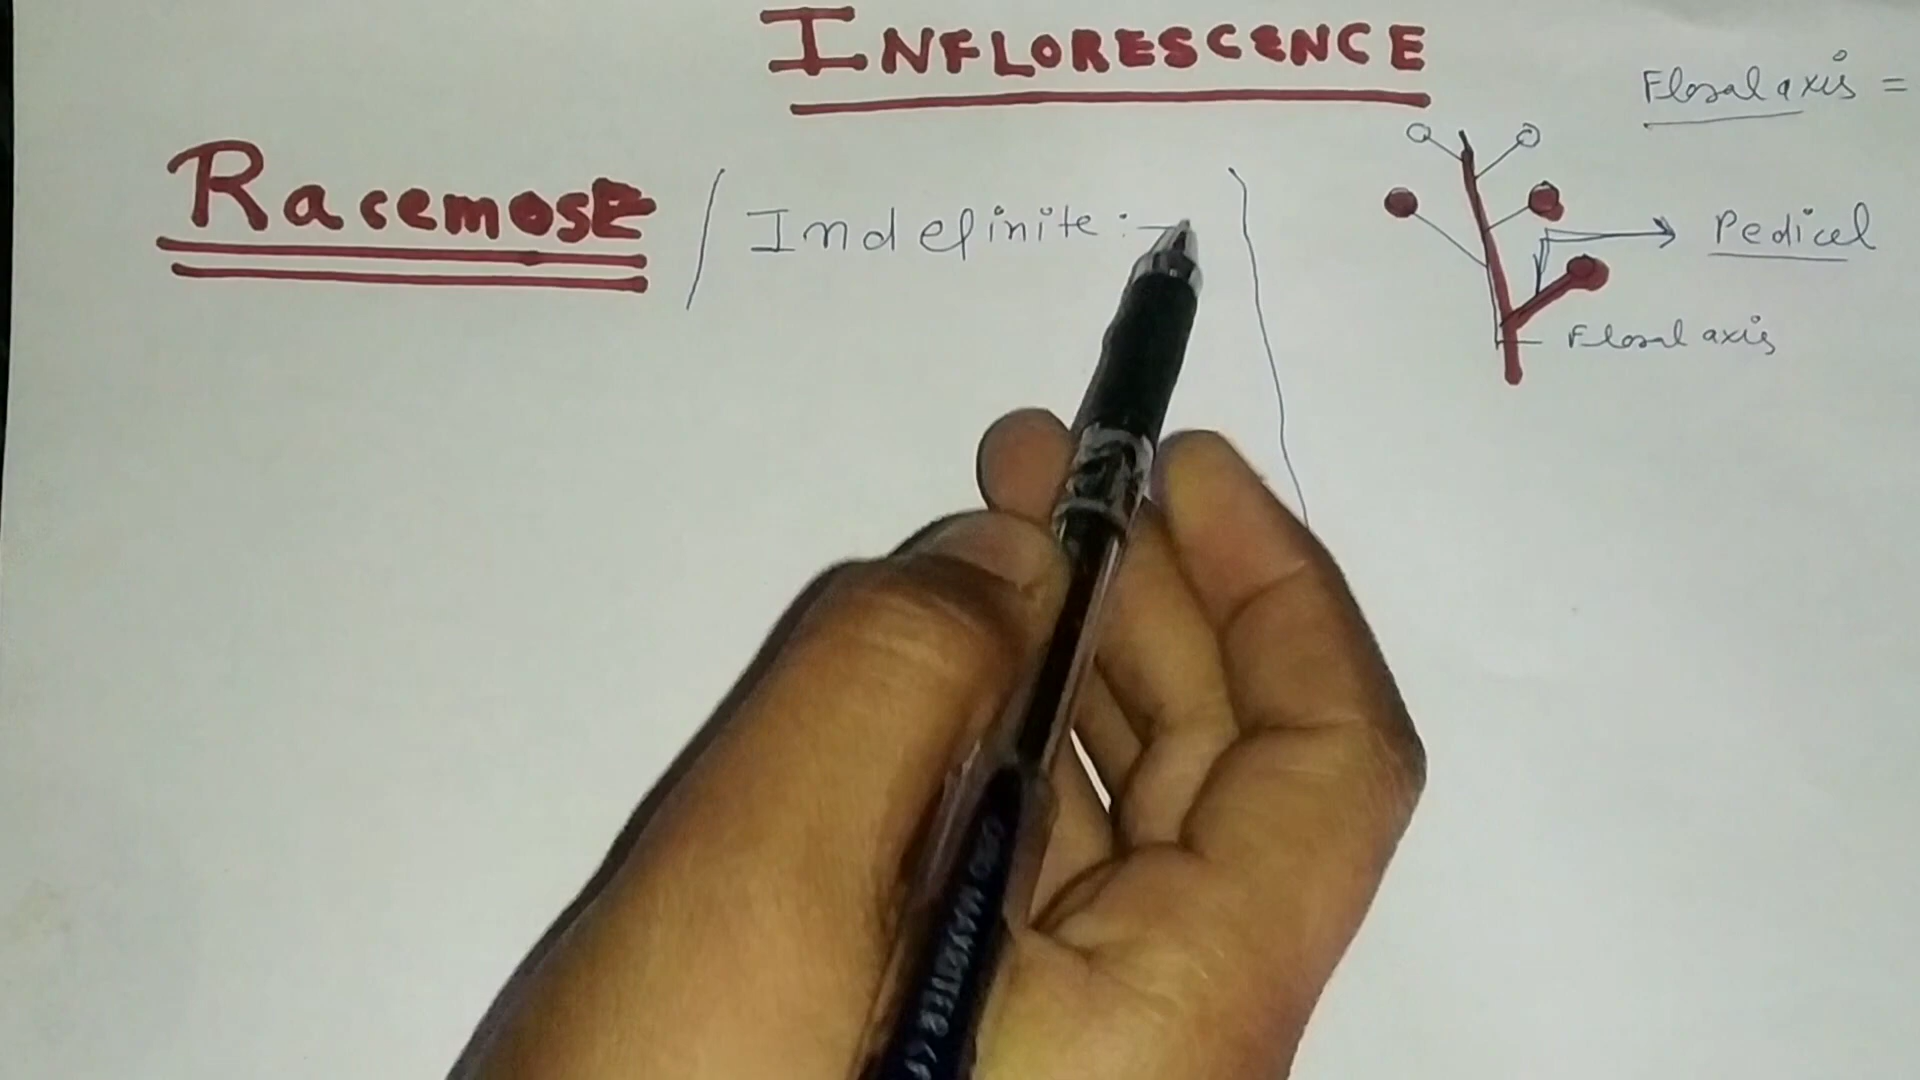 INFLORESCENCE
Floral axis =
RacemosE / Indefinite :-
Pedicel
Floral axis